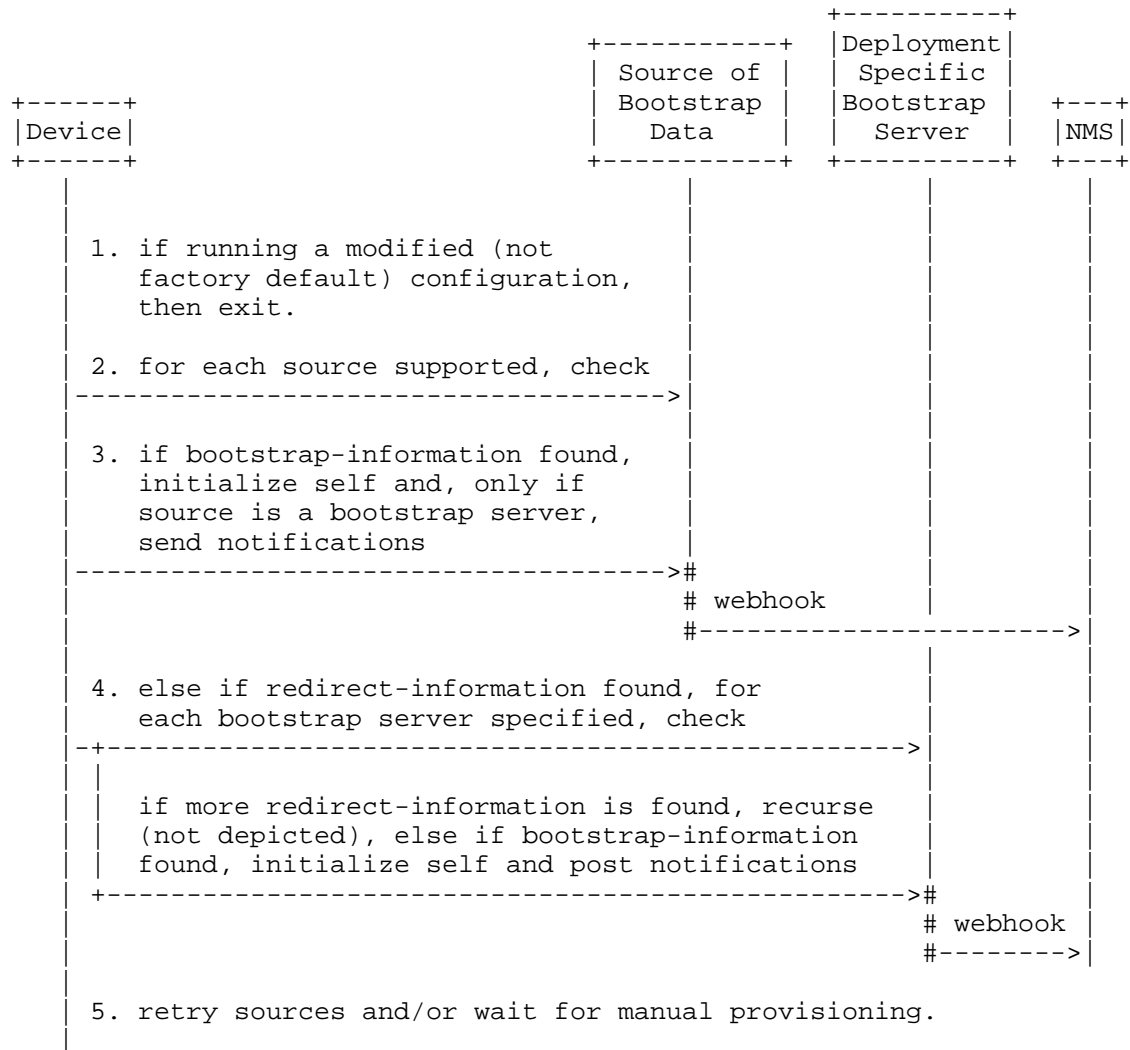 Deployment
Source of Specific
Bootstrap Bootstrap
Device Data Server NMS
1. if running a modified (not
factory default) configuration,
then exit.
2. for each source supported, check
3. if bootstrap-information found,
initialize self and, only if
source is a bootstrap server,
send notifications
# webhook
4. else if redirect-information found, for
each bootstrap server specified, check
if more redirect-information is found, recurse
(not depicted), else if bootstrap-information
found, initialize self and post notifications
# webhook
5. retry sources and/or wait for manual provisioning.